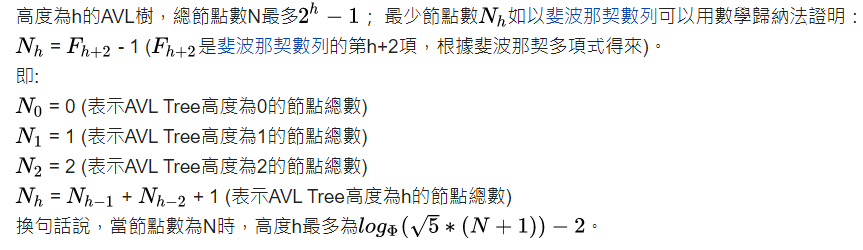 高度為h的AVL樹，總節點數N最多$2^h - 1$； 最少節點數$N_h$如以斐波那契數列可以用數學歸納法證明：
$N_h$ = $F_{h+2}$ - 1 ($F_{h+2}$是斐波那契數列的第h+2項，根據斐波那契多項式得來)。
即:
$N_0$ = 0 (表示AVL Tree高度為0的節點總數)
$N_1$ = 1 (表示AVL Tree高度為1的節點總數)
$N_2$ = 2 (表示AVL Tree高度為2的節點總數)
$N_h$ = $N_{h-1}$ + $N_{h-2}$ + 1 (表示AVL Tree高度為h的節點總數)
換句話說，當節點數為N時，高度h最多為$log_Φ(\sqrt{5} * (N + 1)) - 2$。